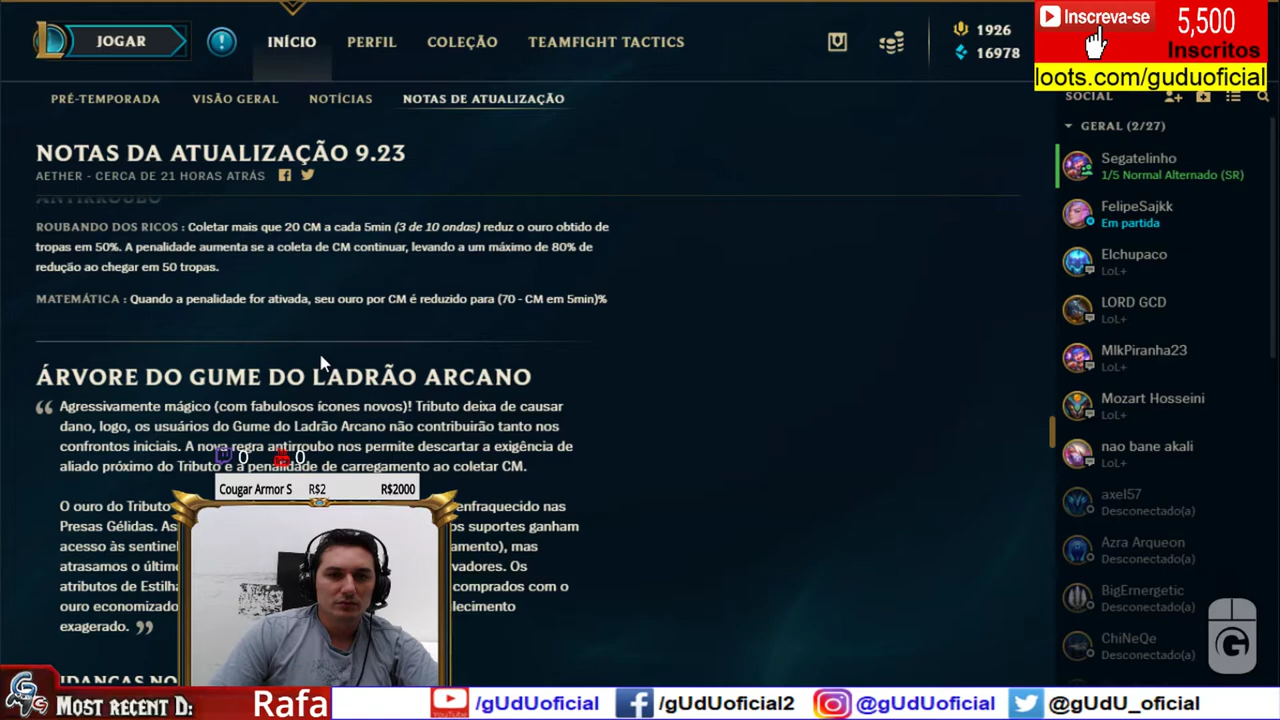 JOGAR
INÍCIO
PERFIL
COLEÇÃO
TEAMFIGHT TACTICS
1926
16978
Inscreva-se
5,500
Inscritos
loots.com/guduoficial
PRÉ-TEMPORADA
VISÃO GERAL
NOTÍCIAS
NOTAS DE ATUALIZAÇÃO
NOTAS DA ATUALIZAÇÃO 9.23
AETHER - CERCA DE 21 HORAS ATRÁS
ANTIRROUBO
ROUBANDO DOS RICOS : Coletar mais que 20 CM a cada 5min (3 de 10 ondas) reduz o ouro obtido de
tropas em 50%. A penalidade aumenta se a coleta de CM continuar, levando a um máximo de 80% de
redução ao chegar em 50 tropas.
MATEMÁTICA : Quando a penalidade for ativada, seu ouro por CM é reduzido para (70 - CM em 5min)%
ÁRVORE DO GUME DO LADRÃO ARCANO
“ Agressivamente mágico (com fabulosos ícones novos)! Tributo deixa de causar
dano, logo, os usuários do Gume do Ladrão Arcano não contribuirão tanto nos
confrontos iniciais. A nova regra antirroubo nos permite descartar a exigência de
aliado próximo do Tributo e a penalidade de carregamento ao coletar CM.
O ouro do Tributo enfraquecido nas
Presas Gélidas. As os suportes ganham
acesso às sentinel amento), mas
atrasamos o último vadores. Os
atributos de Estilha comprados com o
ouro economizado lecimento
exagerado. ”
0
0
Cougar Armor S R$2 R$2000
SOCIAL
GERAL (2/27)
Segatelinho
1/5 Normal Alternado (SR)
FelipeSajkk
Em partida
Elchupaco
LoL+
LORD GCD
LoL+
MlkPiranha23
LoL+
Mozart Hosseini
LoL+
nao bane akali
LoL+
axel57
Desconectado(a)
Azra Arqueon
Desconectado(a)
BigEmergetic
Desconectado(a)
ChiNeQe
Desconectado(a)
G
MOST RECENT D:
Rafa
/gUdUoficial
/gUdUoficial2
@gUdUoficial
@gUdU_oficial